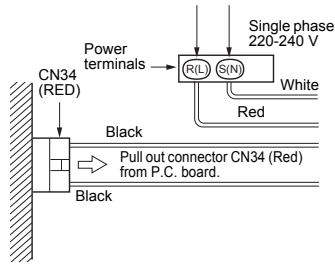 Single phase
220-240 V
Power
terminals
R(L)
S(N)
CN34
(RED)
White
Red
Black
Pull out connector CN34 (Red)
from P.C. board.
Black